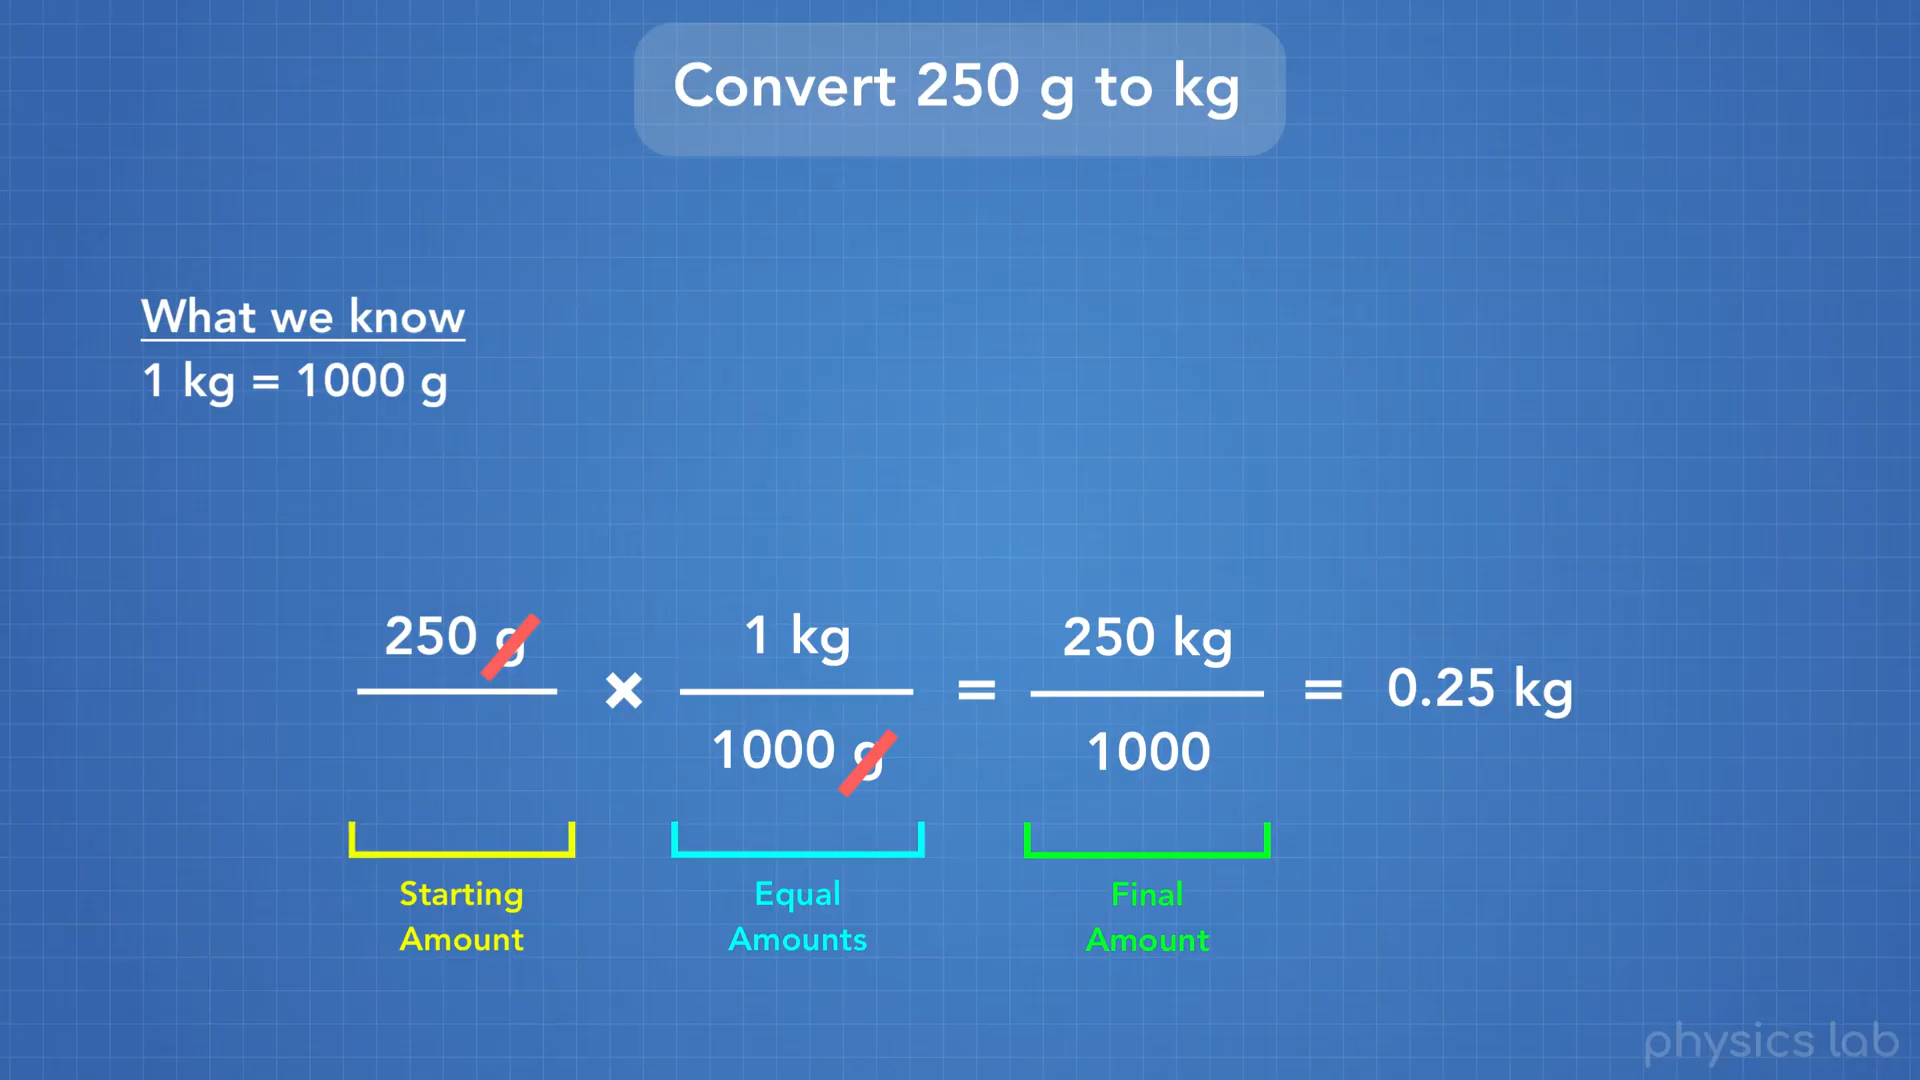 Convert 250 g to kg
What we know
1 kg = 1000 g
250 g × 1 kg = 250 kg = 0.25 kg
1000 g 1000
Starting Equal Final
Amount Amounts Amount
physics lab